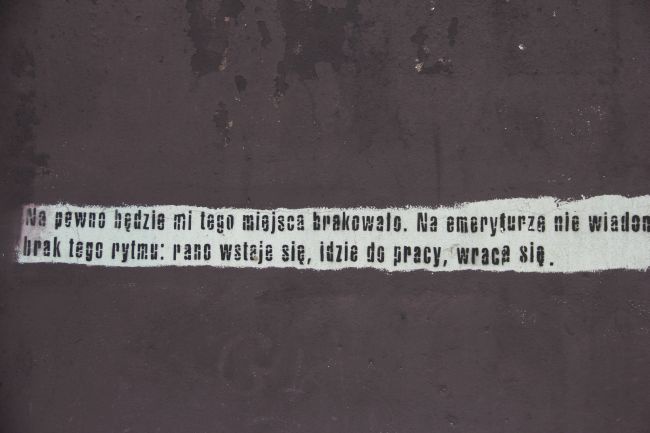 Na pewno będzie mi tego miejsca brakowało. Na emeryturze nie wiadom
brak tego rytmu: rano wstaje się, idzie do pracy, wraca się.